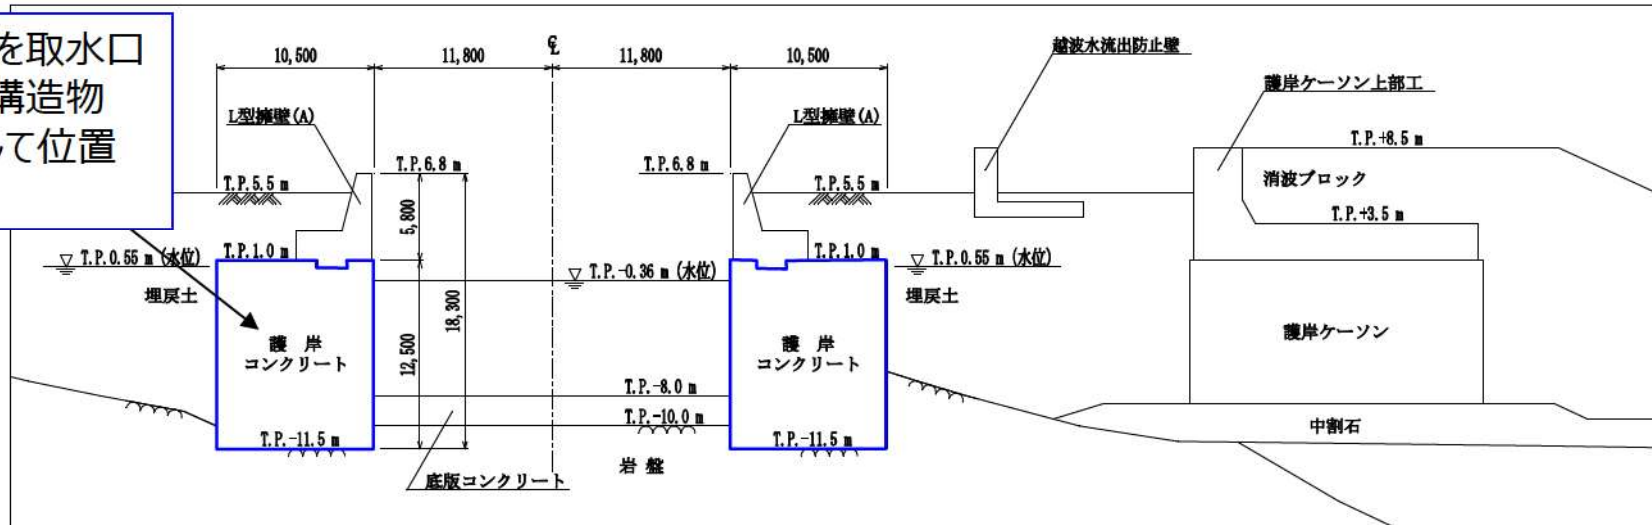 を取水口
構造物
て位置
10,500
11,800
℄
11,800
10,500
越波水流出防止壁
護岸ケーソン上部工
L型擁壁(A)
L型擁壁(A)
T.P.+8.5 m
T.P.6.8 m
T.P.6.8 m
T.P.5.5 m
T.P.5.5 m
消波ブロック
5,800
T.P.+3.5 m
T.P.0.55 m (水位)
T.P.1.0 m
T.P.1.0 m
T.P.0.55 m (水位)
T.P.-0.36 m (水位)
埋戻土
埋戻土
18,300
12,500
護 岸
コンクリート
護 岸
コンクリート
護岸ケーソン
T.P.-8.0 m
T.P.-10.0 m
T.P.-11.5 m
T.P.-11.5 m
中割石
岩 盤
底版コンクリート